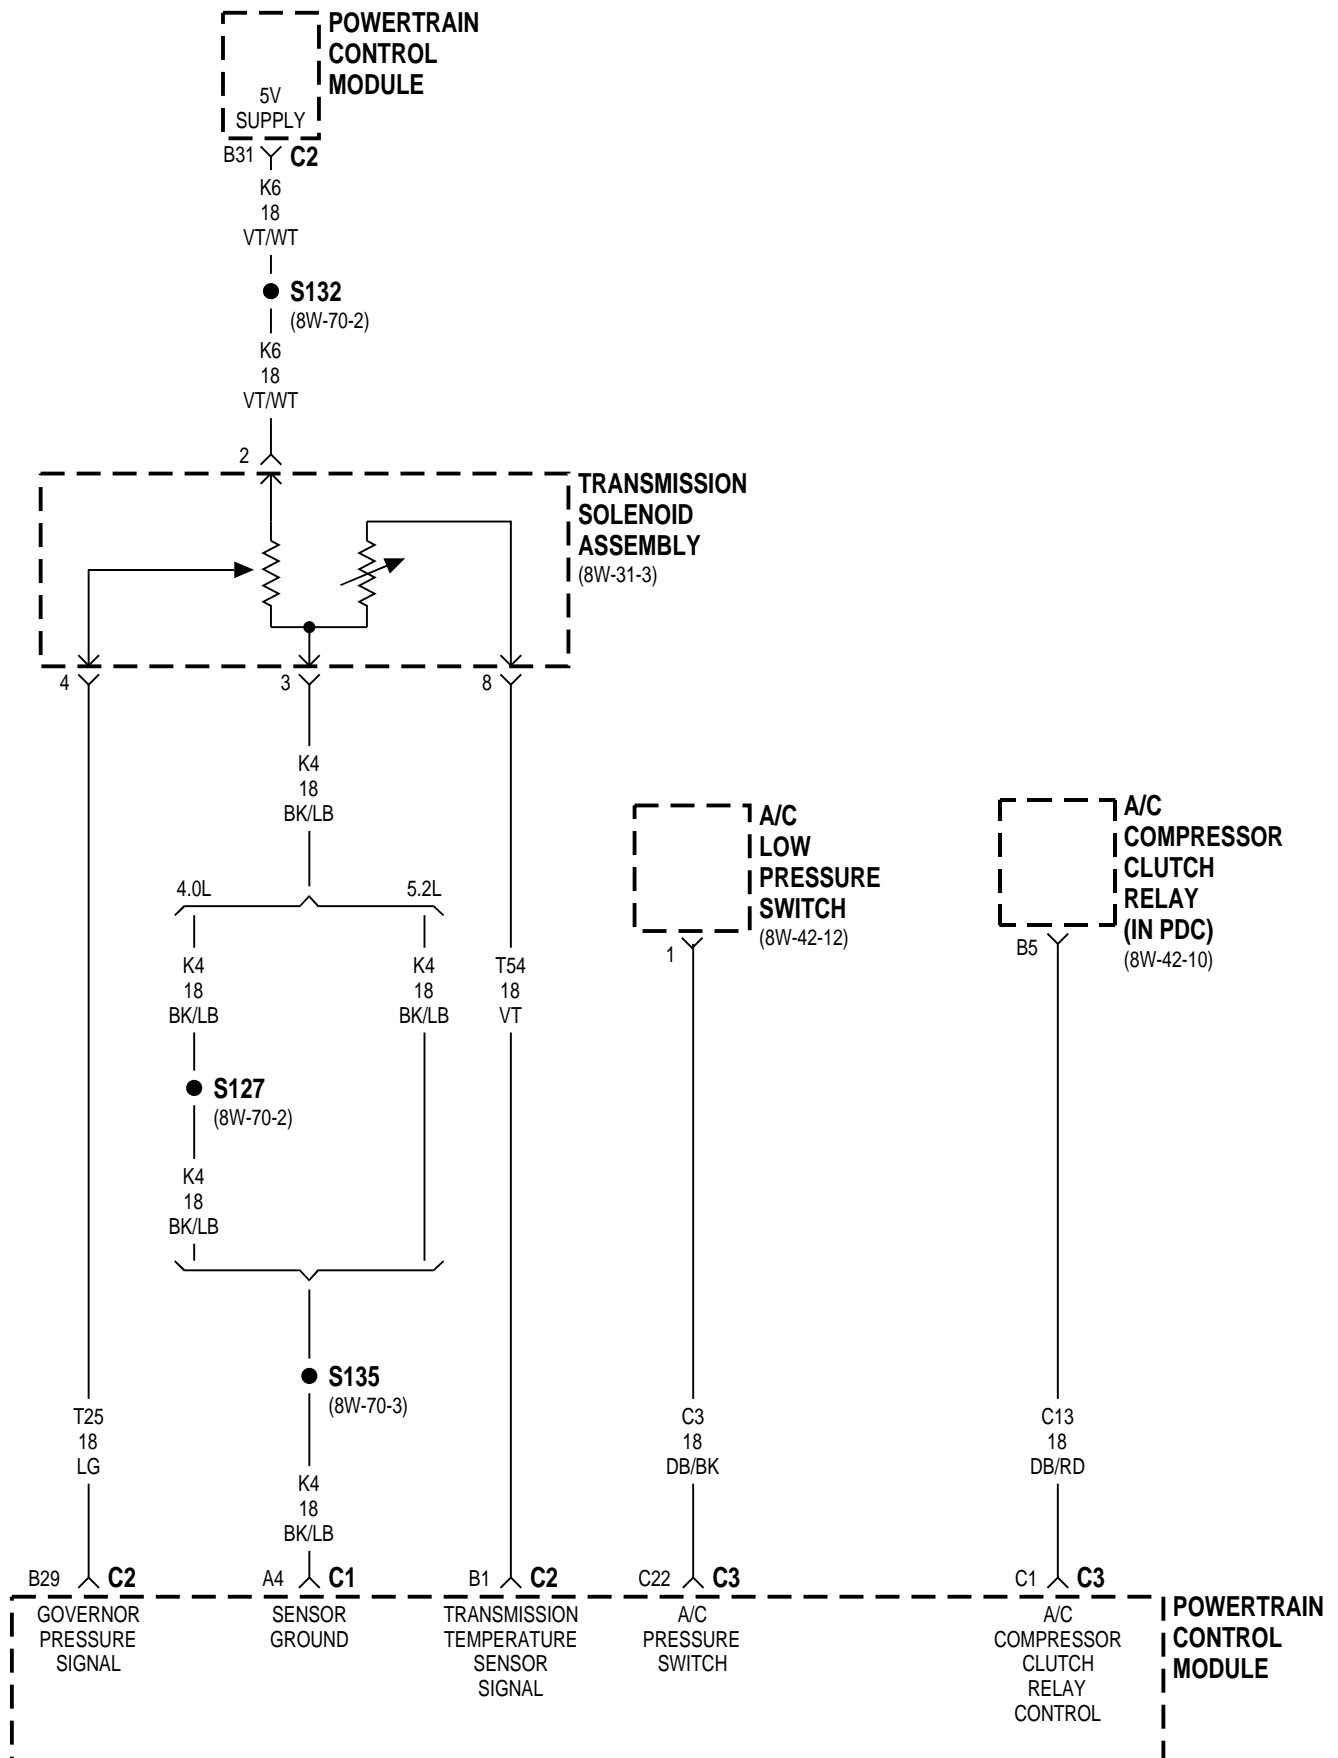 POWERTRAIN
CONTROL
MODULE
5V
SUPPLY
B31 C2
K6
18
VT/WT
S132
(8W-70-2)
K6
18
VT/WT
2
TRANSMISSION
SOLENOID
ASSEMBLY
(8W-31-3)
4 3 8
K4
18
BK/LB
4.0L 5.2L
K4
18
BK/LB
S127
(8W-70-2)
K4
18
BK/LB
K4
18
BK/LB
T54
18
VT
A/C
LOW
PRESSURE
SWITCH
(8W-42-12)
1
A/C
COMPRESSOR
CLUTCH
RELAY
(IN PDC)
(8W-42-10)
B5
S135
(8W-70-3)
T25
18
LG
K4
18
BK/LB
C3
18
DB/BK
C13
18
DB/RD
B29 C2 A4 C1 B1 C2 C22 C3 C1 C3
GOVERNOR
PRESSURE
SIGNAL
SENSOR
GROUND
TRANSMISSION
TEMPERATURE
SENSOR
SIGNAL
A/C
PRESSURE
SWITCH
A/C
COMPRESSOR
CLUTCH
RELAY
CONTROL
POWERTRAIN
CONTROL
MODULE